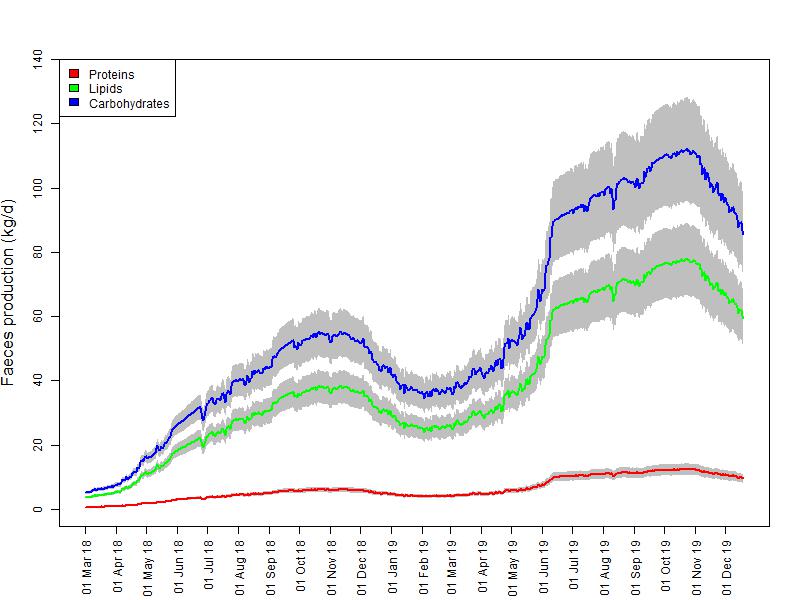 Proteins
Lipids
Carbohydrates
Faeces production (kg/d)
140
120
100
80
60
40
20
0
01 Mar 18
01 Apr 18
01 May 18
01 Jun 18
01 Jul 18
01 Aug 18
01 Sep 18
01 Oct 18
01 Nov 18
01 Dec 18
01 Jan 19
01 Feb 19
01 Mar 19
01 Apr 19
01 May 19
01 Jun 19
01 Jul 19
01 Aug 19
01 Sep 19
01 Oct 19
01 Nov 19
01 Dec 19